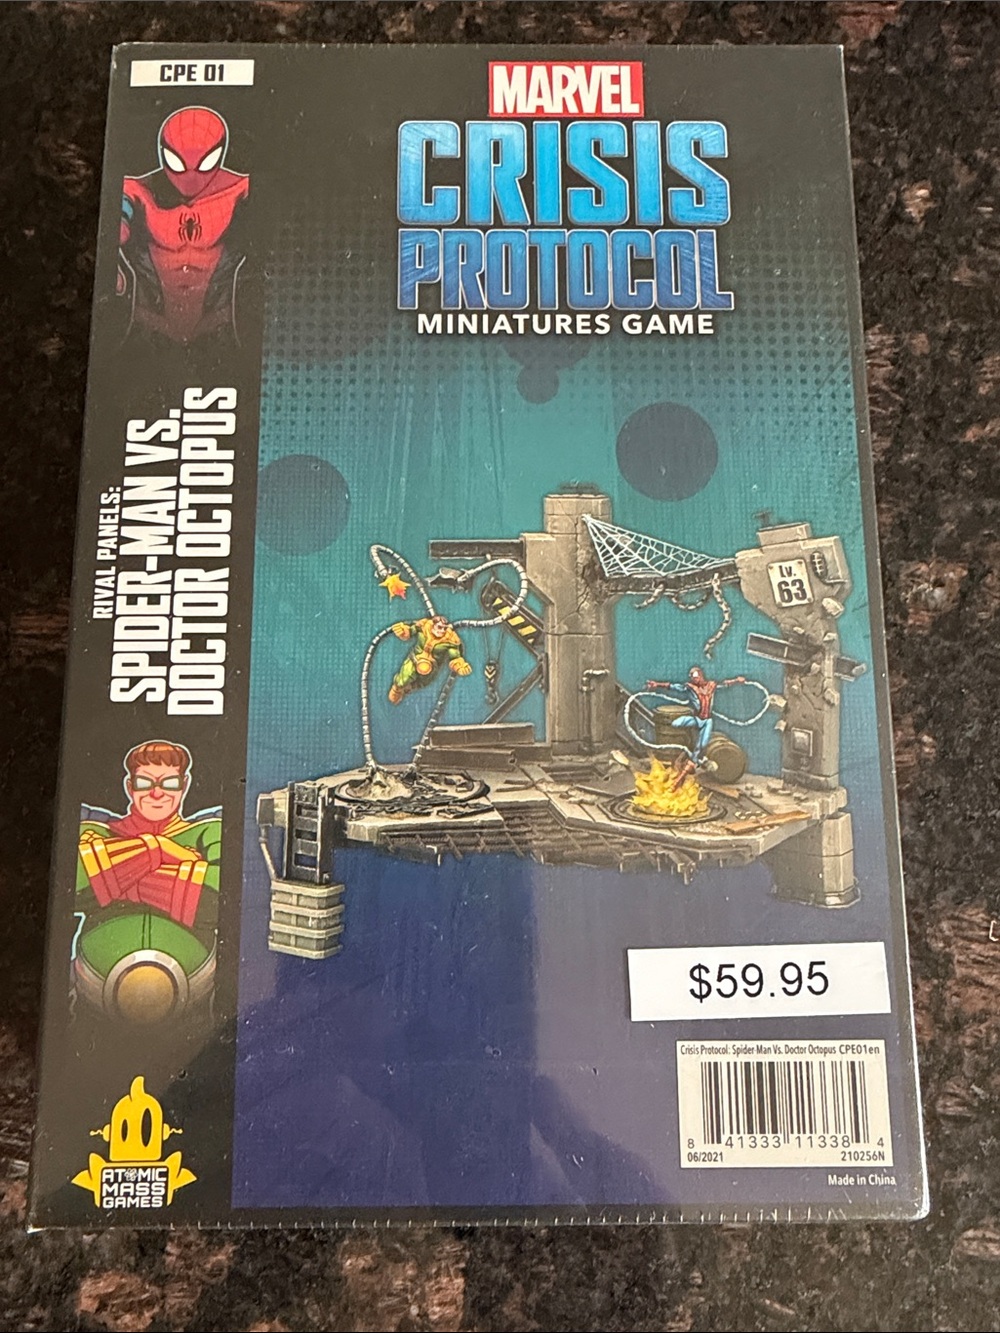 CPE 01
MARVEL
CRISIS
PROTOCOL
MINIATURES GAME
RIVAL PANELS:
SPIDER-MAN VS.
DOCTOR OCTOPUS
Lv.
63
$59.95
Crisis Protocol: Spider-Man Vs. Doctor Octopus CPE01en
8 41333 11338 4
06/2021 210256N
Made in China
ATOMIC
MASS
GAMES